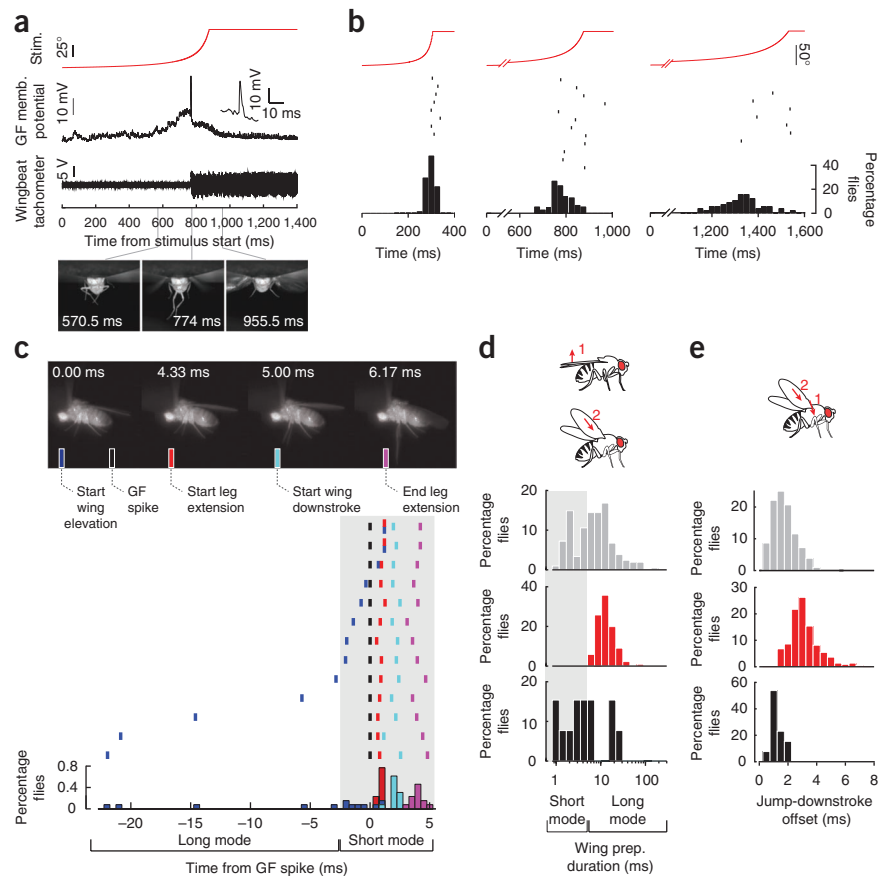 a
Stim.
25°
GF memb.
potential
10 mV
10 mV
10 ms
Wingbeat
tachometer
5 V
0 200 400 600 800 1,000 1,400
Time from stimulus start (ms)
570.5 ms
774 ms
955.5 ms
b
50°
40
20
0
Percentage
flies
0 200 400
Time (ms)
0 600 800 1,000
Time (ms)
0 1,200 1,400 1,600
Time (ms)
c
0.00 ms
4.33 ms
5.00 ms
6.17 ms
Start
wing
elevation
GF
spike
Start leg
extension
Start wing
downstroke
End leg
extension
Percentage
flies
0.8
0.4
0
−20 −15 −10 −5 0 5
Long mode
Short mode
Time from GF spike (ms)
d
1
2
Percentage
flies
20
10
0
Percentage
flies
40
20
0
Percentage
flies
20
10
0
1 10 100
Short
mode
Long
mode
Wing prep.
duration (ms)
e
2
1
Percentage
flies
20
10
0
Percentage
flies
30
20
10
0
Percentage
flies
60
40
20
0
0 2 4 6 8
Jump-downstroke
offset (ms)